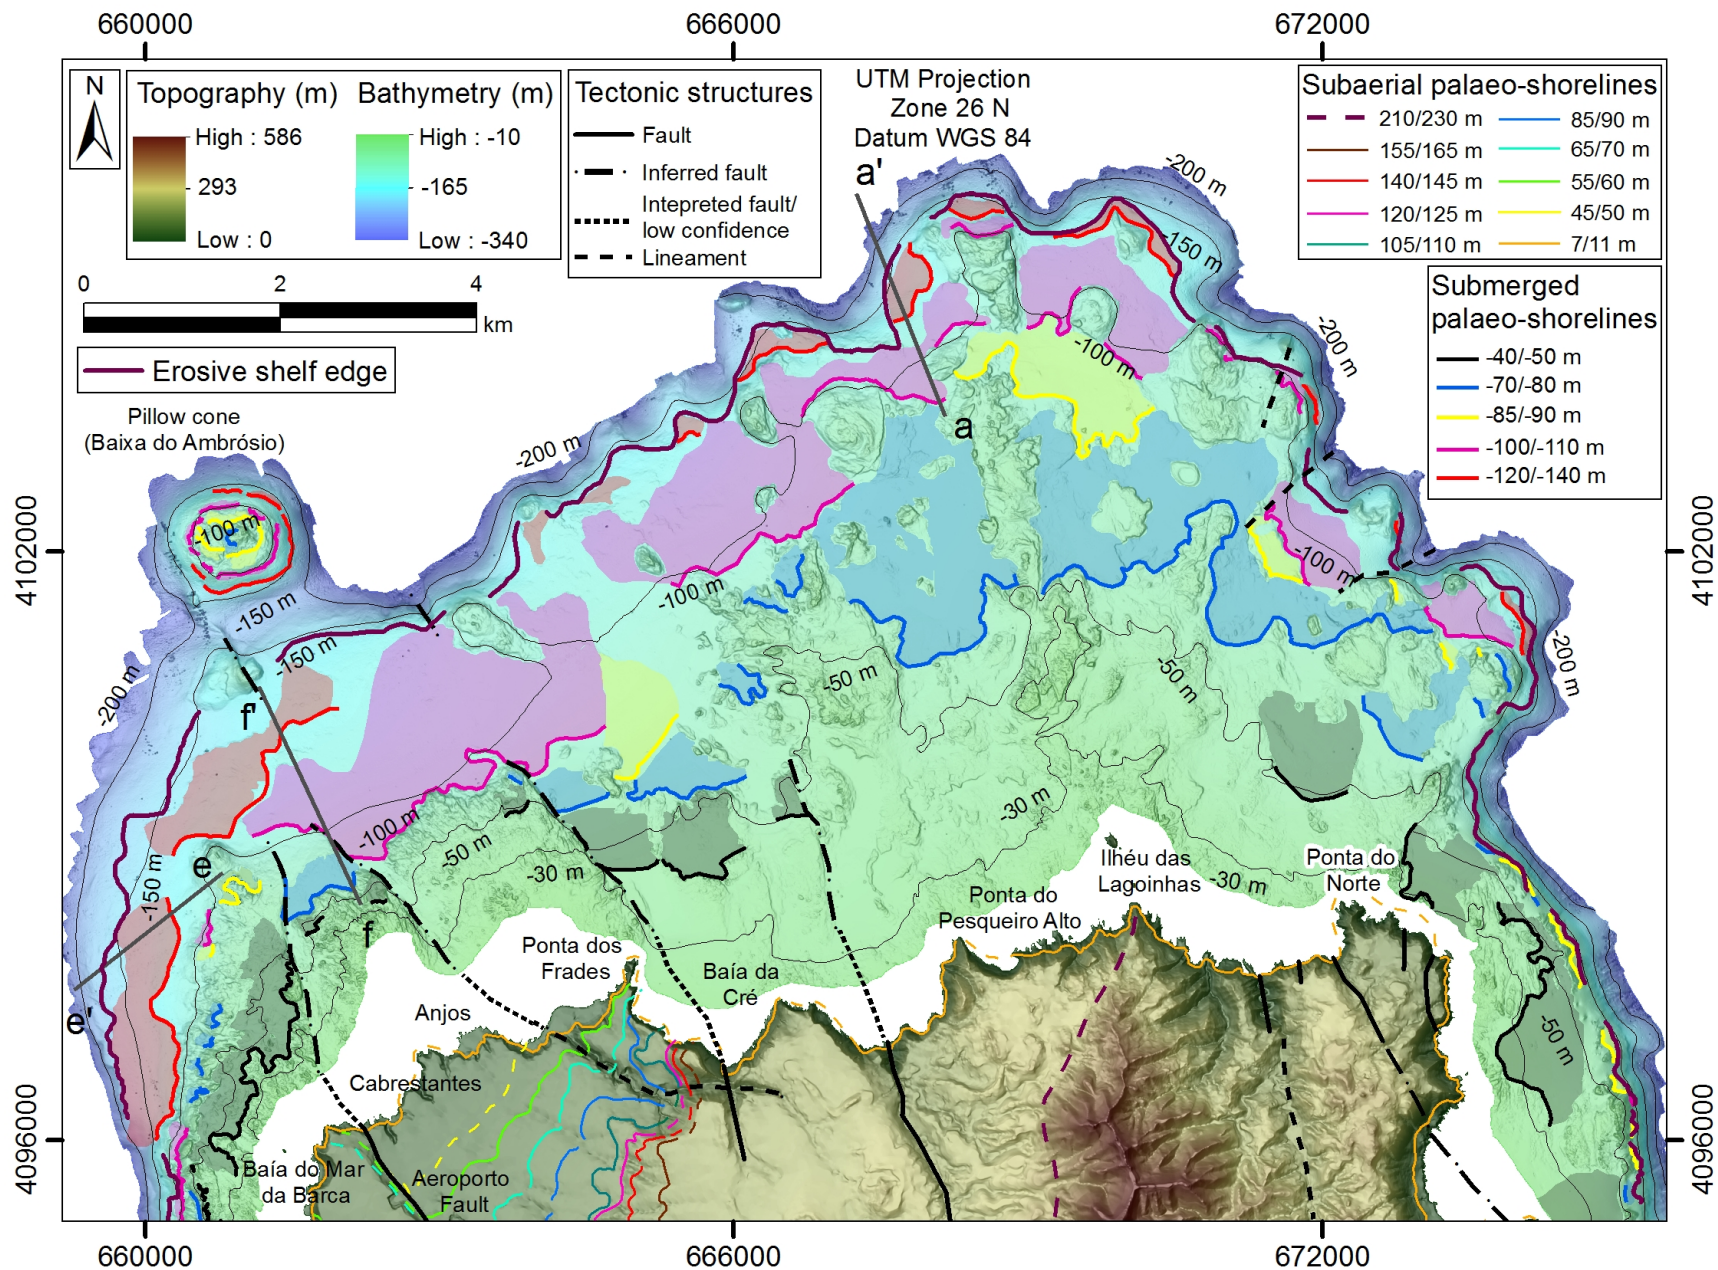 660000
666000
672000
N
Topography (m)
High : 586
293
Low : 0
Bathymetry (m)
High : -10
-165
Low : -340
Tectonic structures
Fault
Inferred fault
Intepreted fault/
low confidence
Lineament
UTM Projection
Zone 26 N
Datum WGS 84
Subaerial palaeo-shorelines
210/230 m
155/165 m
140/145 m
120/125 m
105/110 m
85/90 m
65/70 m
55/60 m
45/50 m
7/11 m
Submerged
palaeo-shorelines
-40/-50 m
-70/-80 m
-85/-90 m
-100/-110 m
-120/-140 m
0
2
4
km
Erosive shelf edge
Pillow cone
(Baixa do Ambrósio)
a'
a
-200 m
-150 m
-200 m
-100 m
-200 m
-100 m
-150 m
-150 m
-200 m
-100 m
-100 m
-200 m
-50 m
-50 m
f'
f
e
e'
-150 m
-100 m
-50 m
-30 m
-30 m
-30 m
-50 m
Ilhéu das
Lagoinhas
Ponta do
Norte
Ponta do
Pesqueiro Alto
Ponta dos
Frades
Baía da
Cré
Anjos
Cabrestantes
Baía do Mar
da Barca
Aeroporto
Fault
4102000
4096000
4102000
4096000
660000
666000
672000